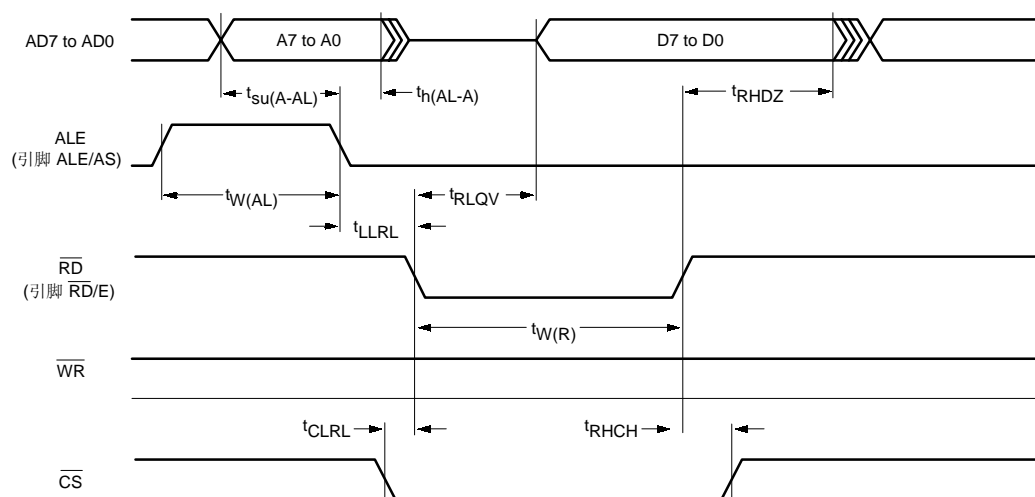 AD7 to AD0
A7 to A0
D7 to D0
tsu(A-AL)
th(AL-A)
tRHDZ
ALE
(引脚 ALE/AS)
tW(AL)
tRLQV
tLLRL
RD
(引脚 RD/E)
tW(R)
WR
tCLRL
tRHCH
CS